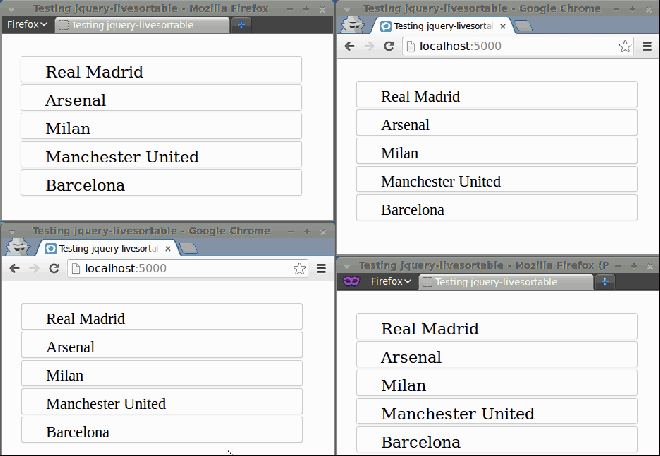 Testing jquery-livesortable - Mozilla Firefox
Firefox
Testing jquery-livesortable
Real Madrid
Arsenal
Milan
Manchester United
Barcelona
Testing jquery-livesortable - Google Chrome
Testing jquery-livesortal
localhost:5000
Real Madrid
Arsenal
Milan
Manchester United
Barcelona
Testing jquery-livesortable - Google Chrome
Testing jquery-livesortal
localhost:5000
Real Madrid
Arsenal
Milan
Manchester United
Barcelona
Testing jquery-livesortable - Mozilla Firefox (P
Firefox
Testing jquery-livesortable
Real Madrid
Arsenal
Milan
Manchester United
Barcelona